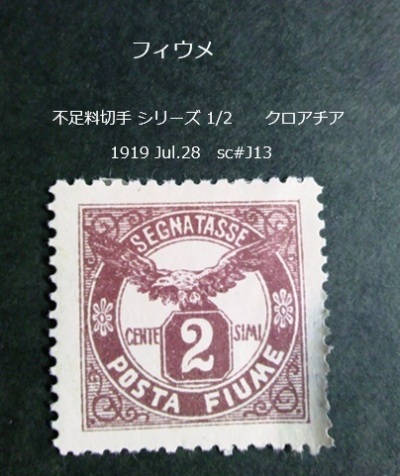 フィウメ
不足料切手 シリーズ 1/2 クロアチア
1919 Jul.28 sc#J13
SEGNATASSE
CENTE 2 SIMI
POSTA FIUME